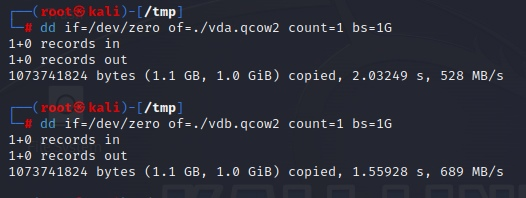 ┌──(root㉿kali)-[/tmp]
└─# dd if=/dev/zero of=./vda.qcow2 count=1 bs=1G
1+0 records in
1+0 records out
1073741824 bytes (1.1 GB, 1.0 GiB) copied, 2.03249 s, 528 MB/s
┌──(root㉿kali)-[/tmp]
└─# dd if=/dev/zero of=./vdb.qcow2 count=1 bs=1G
1+0 records in
1+0 records out
1073741824 bytes (1.1 GB, 1.0 GiB) copied, 1.55928 s, 689 MB/s